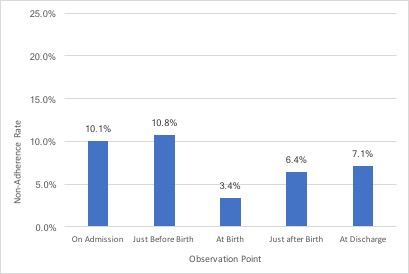 25.0%
20.0%
15.0%
10.0%
5.0%
0.0%
Non-Adherence Rate
10.1%
10.8%
3.4%
6.4%
7.1%
On Admission
Just Before Birth
At Birth
Just after Birth
At Discharge
Observation Point